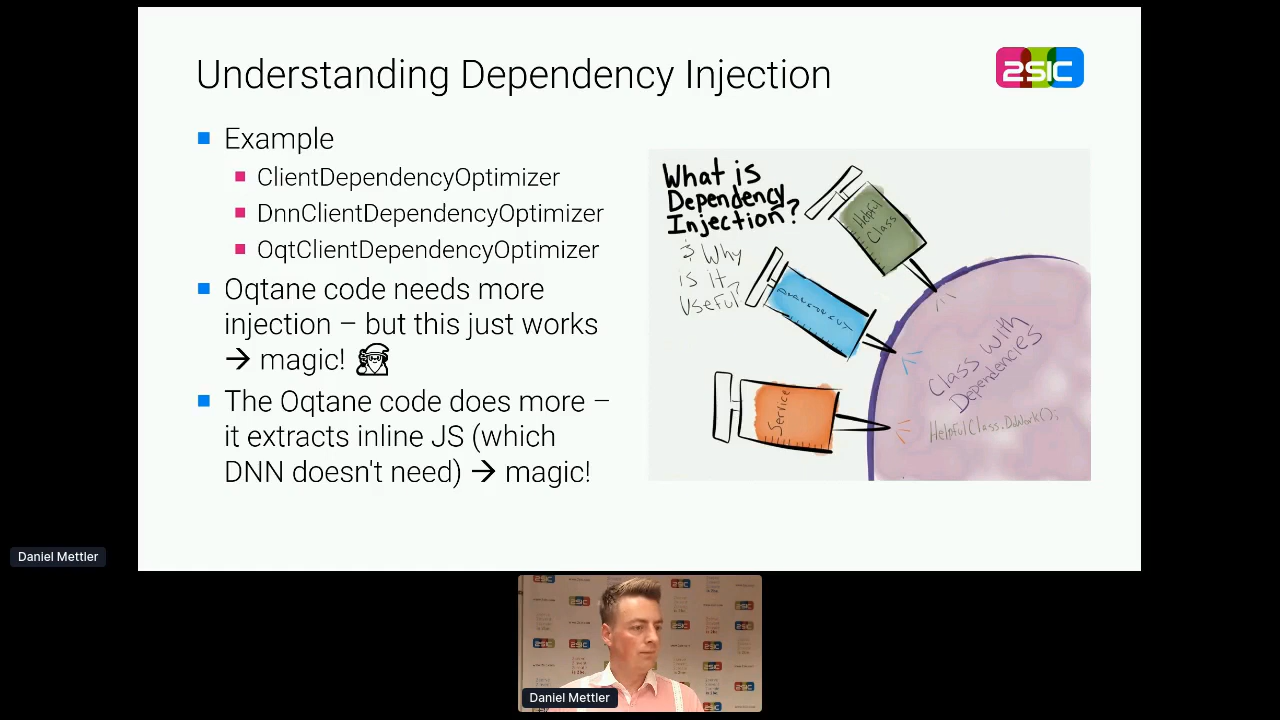 Understanding Dependency Injection
2SIC
Example
ClientDependencyOptimizer
DnnClientDependencyOptimizer
OqtClientDependencyOptimizer
Oqtane code needs more
injection – but this just works
→ magic!
The Oqtane code does more –
it extracts inline JS (which
DNN doesn't need) → magic!
What is
Dependency
Injection?
& Why
is it
Useful?
Helpful
Class
Dependency
Service
Class with
Dependencies
HelpfulClass.DoWork();
Daniel Mettler
Daniel Mettler